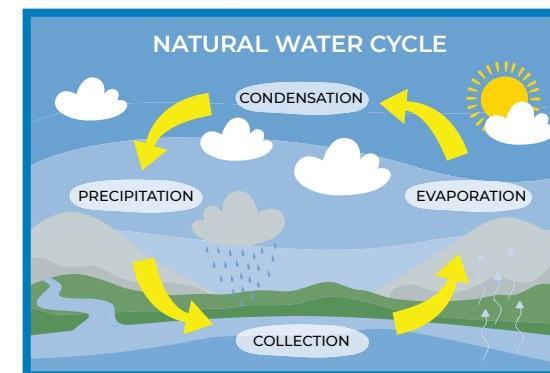 NATURAL WATER CYCLE
CONDENSATION
PRECIPITATION
EVAPORATION
COLLECTION